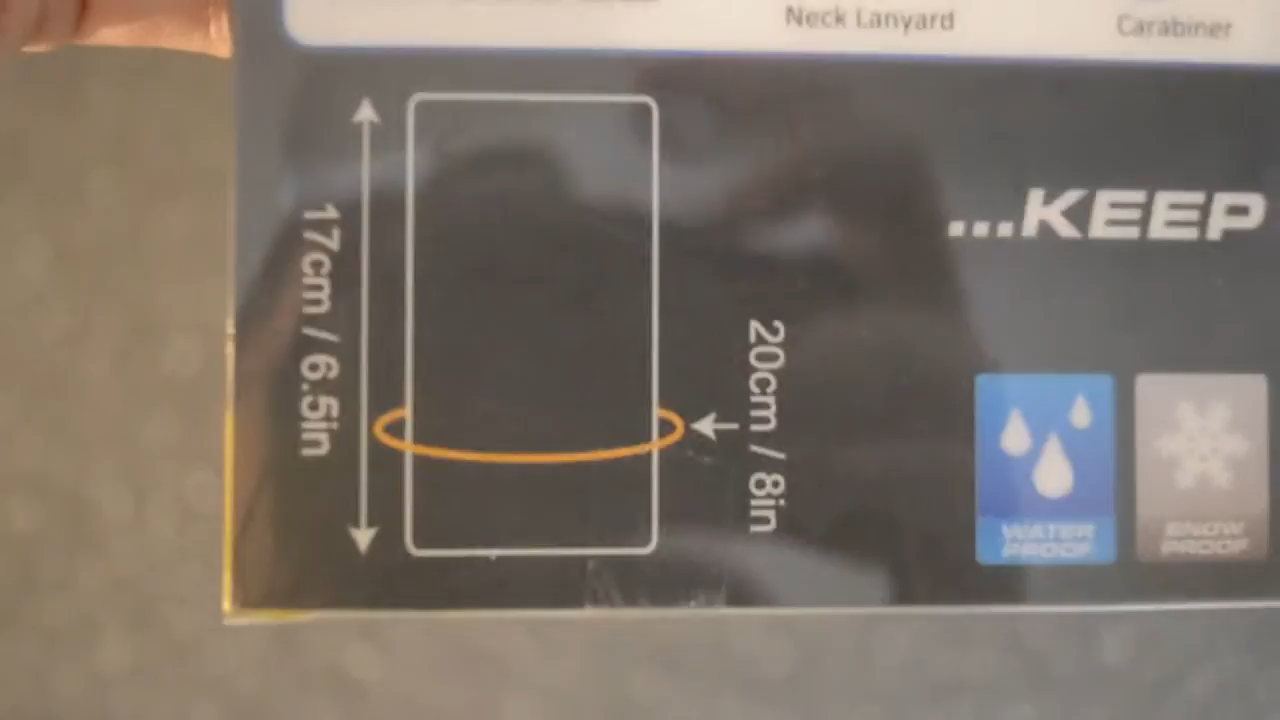 Neck Lanyard
Carabiner
17cm / 6.5in
20cm / 8in
...KEEP
WATER
PROOF
SNOW
PROOF